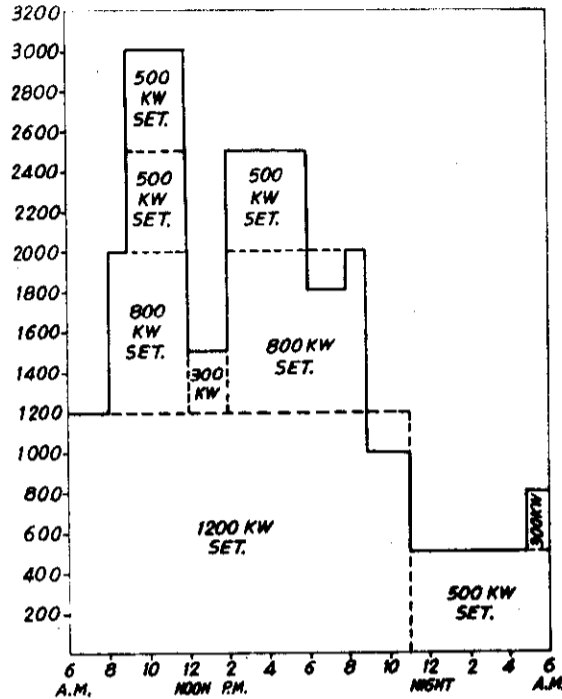 3200
3000
2800
2600
2400
2200
2000
1800
1600
1400
1200
1000
800
600
400
200
500
KW
SET.
500
KW
SET.
500
KW
SET.
800
KW
SET.
300
KW
800 KW
SET.
1200 KW
SET.
500 KW
SET.
300KW
6 8 10 12 2 4 6 8 10 12 2 4 6
A.M. NOON P.M. NIGHT A.M.